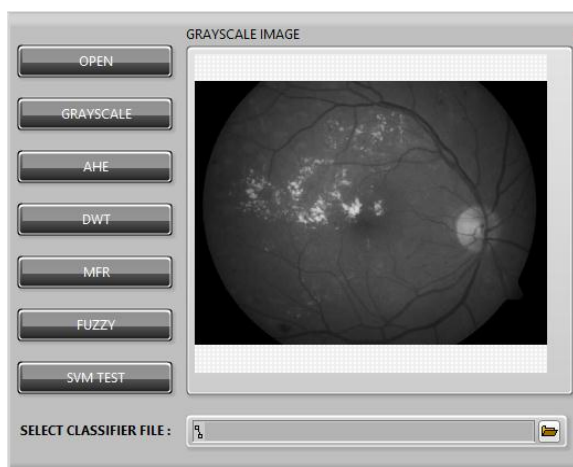 GRAYSCALE IMAGE
OPEN
GRAYSCALE
AHE
DWT
MFR
FUZZY
SVM TEST
SELECT CLASSIFIER FILE :